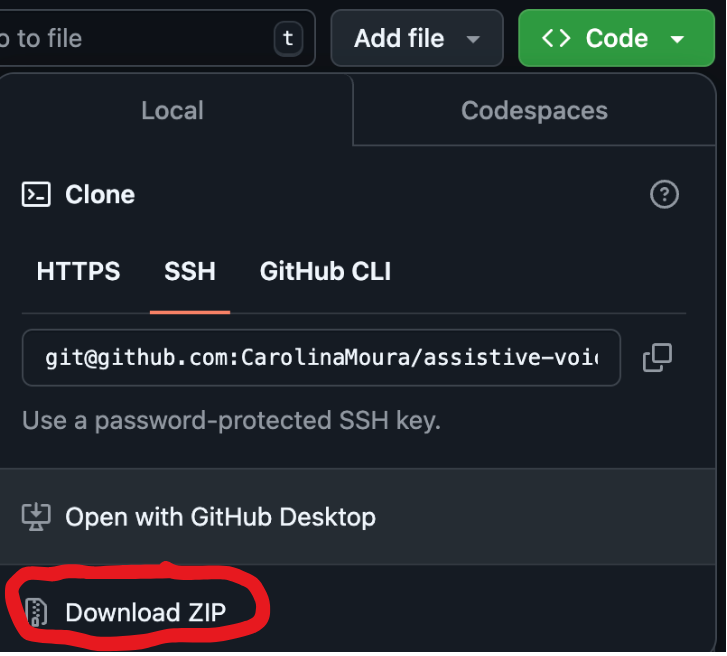 to file t Add file Code
Local Codespaces
Clone
HTTPS SSH GitHub CLI
git@github.com:CarolinaMoura/assistive-voi
Use a password-protected SSH key.
Open with GitHub Desktop
Download ZIP